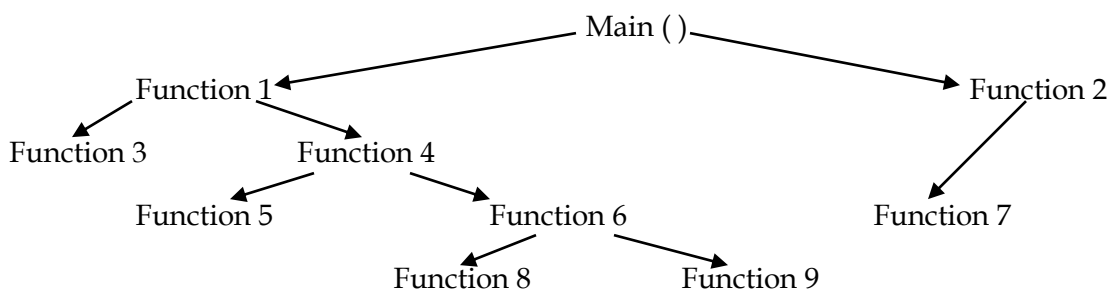 Main ( )
Function 1
Function 2
Function 3
Function 4
Function 5
Function 6
Function 7
Function 8
Function 9